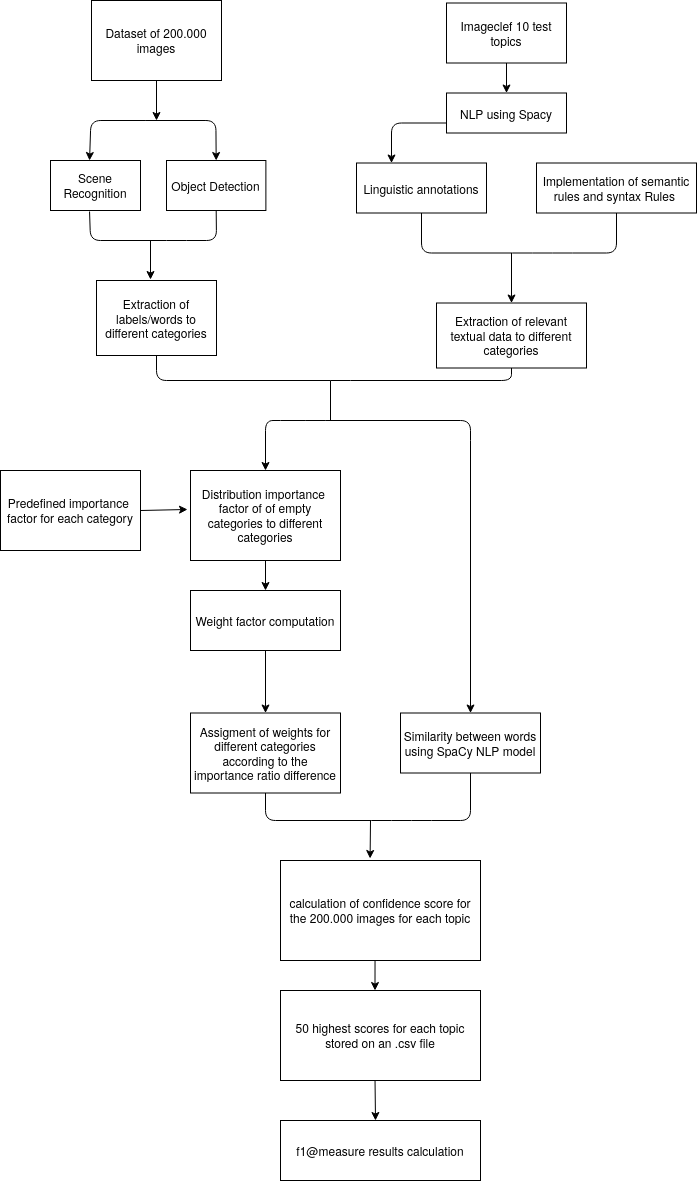 Dataset of 200.000
images
Imageclef 10 test
topics
NLP using Spacy
Scene
Recognition
Object Detection
Linguistic annotations
Implementation of semantic
rules and syntax Rules
Extraction of
labels/words to
different categories
Extraction of relevant
textual data to different
categories
Predefined importance
factor for each category
Distribution importance
factor of of empty
categories to different
categories
Weight factor computation
Assigment of weights for
different categories
according to the
importance ratio difference
Similarity between words
using SpaCy NLP model
calculation of confidence score for
the 200.000 images for each topic
50 highest scores for each topic
stored on an .csv file
f1@measure results calculation